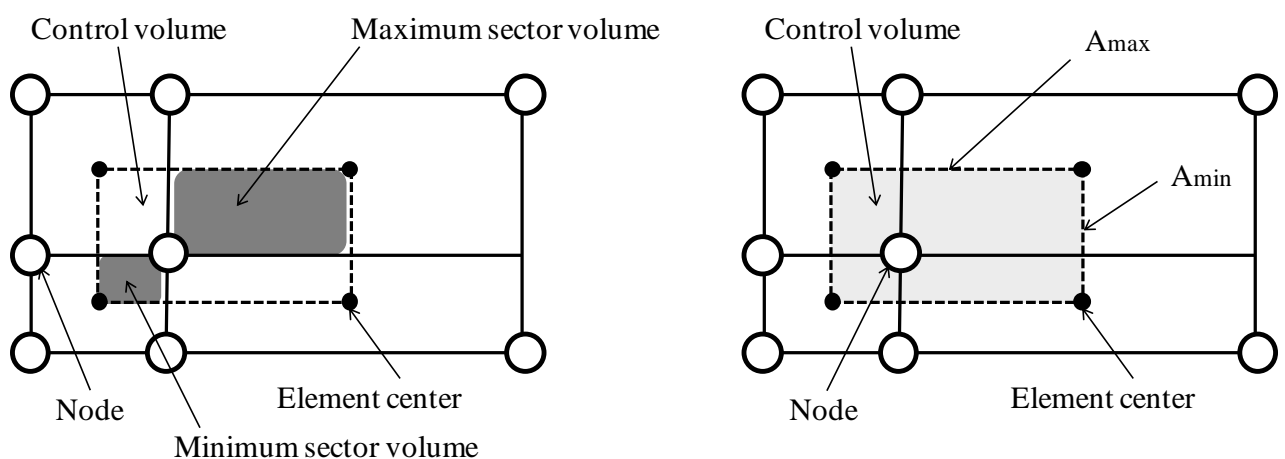 Control volume
Maximum sector volume
Node
Minimum sector volume
Element center
Control volume
Amax
Amin
Node
Element center